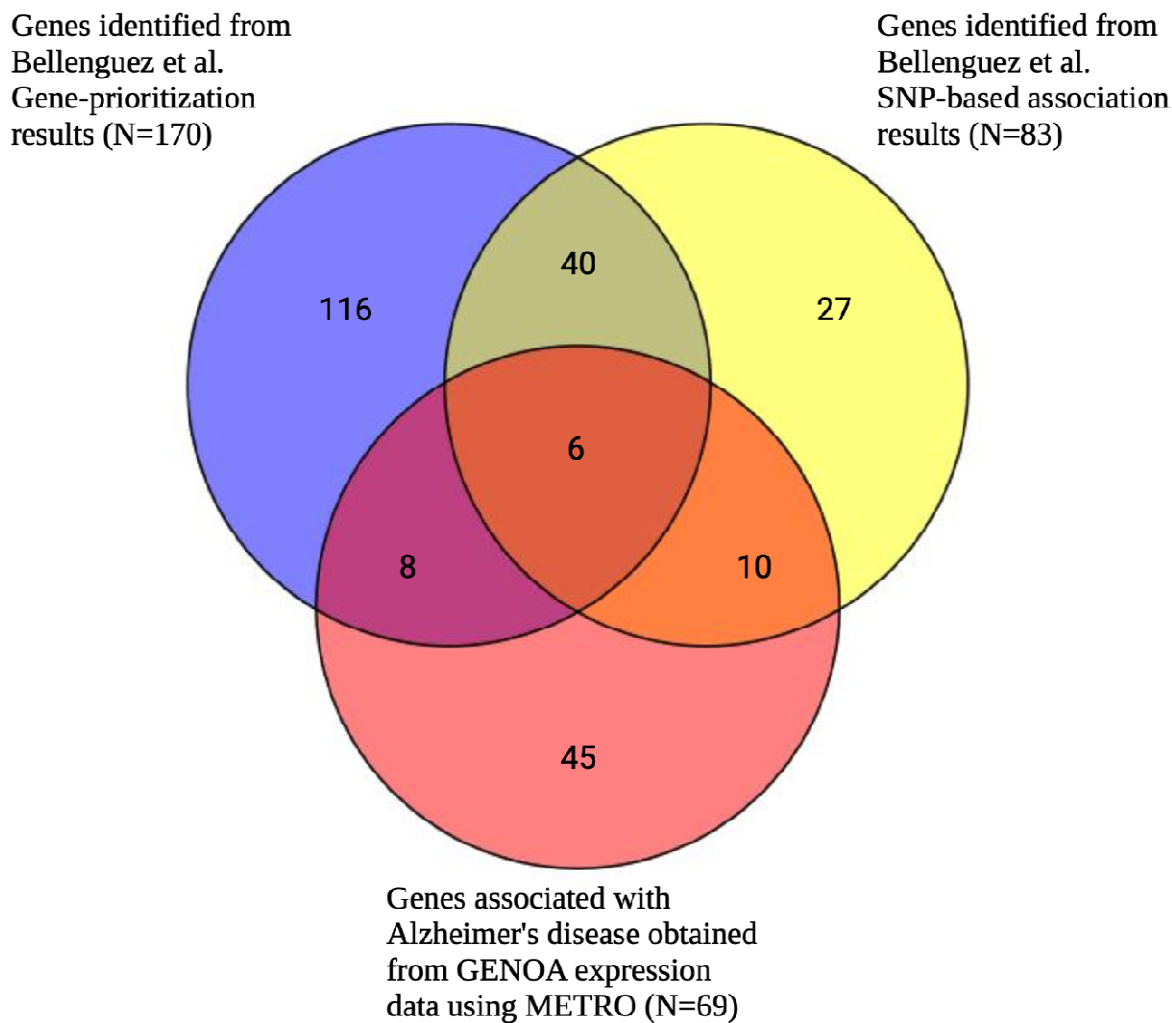 Genes identified from
Bellenguez et al.
Gene-prioritization
results (N=170)
Genes identified from
Bellenguez et al.
SNP-based association
results (N=83)
40
116
27
6
8
10
45
Genes associated with
Alzheimer's disease obtained
from GENOA expression
data using METRO (N=69)